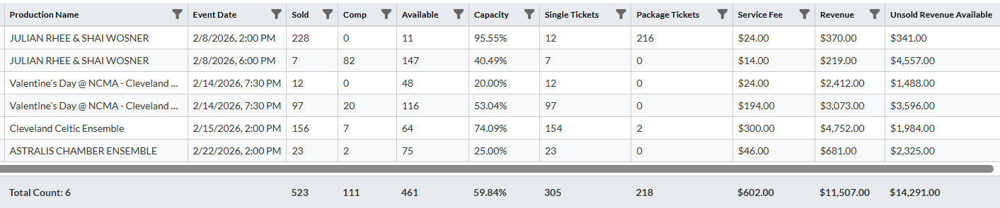 Production Name Event Date Sold Comp Available Capacity Single Tickets Package Tickets Service Fee Revenue Unsold Revenue Available
JULIAN RHEE & SHAI WOSNER 2/8/2026, 2:00 PM 228 0 11 95.55% 12 216 $24.00 $370.00 $341.00
JULIAN RHEE & SHAI WOSNER 2/8/2026, 6:00 PM 7 82 147 40.49% 7 0 $14.00 $219.00 $4,557.00
Valentine's Day @ NCMA - Cleveland ... 2/14/2026, 7:30 PM 12 0 48 20.00% 12 0 $24.00 $2,412.00 $1,488.00
Valentine's Day @ NCMA - Cleveland ... 2/14/2026, 7:30 PM 97 20 116 53.04% 97 0 $194.00 $3,073.00 $3,596.00
Cleveland Celtic Ensemble 2/15/2026, 2:00 PM 156 7 64 74.09% 154 2 $300.00 $4,752.00 $1,984.00
ASTRALIS CHAMBER ENSEMBLE 2/22/2026, 2:00 PM 23 2 75 25.00% 23 0 $46.00 $681.00 $2,325.00
Total Count: 6 523 111 461 59.84% 305 218 $602.00 $11,507.00 $14,291.00